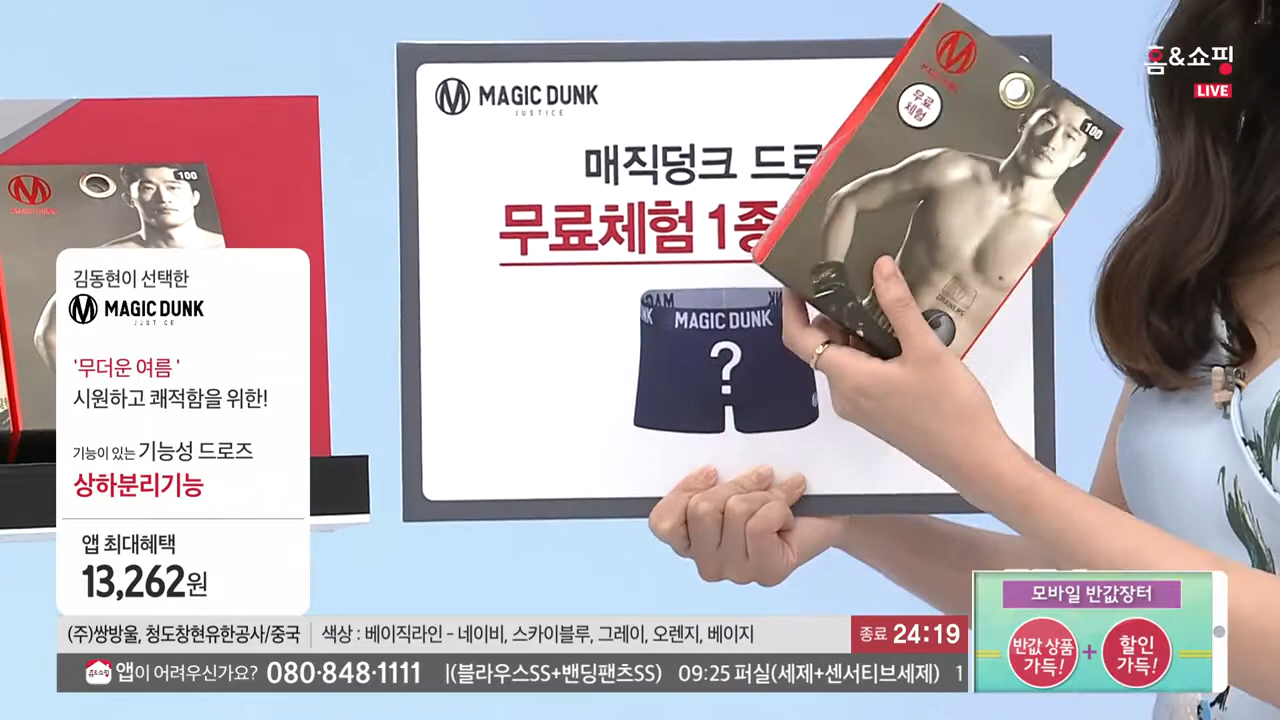 홈&쇼핑
LIVE
MAGIC DUNK
JUSTICE
매직덩크 드로
무료체험 1종
MAGIC DUNK
?
무료
체험
100
100
김동현이 선택한
MAGIC DUNK
'무더운 여름 '
시원하고 쾌적함을 위한!
기능이 있는 기능성 드로즈
상하분리기능
앱 최대혜택
13,262원
(주)쌍방울, 청도창현유한공사/중국
색상 : 베이직라인 – 네이비, 스카이블루, 그레이, 오렌지, 베이지
종료 24:19
앱이 어려우신가요? 080·848·1111
(블라우스SS+밴딩팬츠SS) 09:25 퍼실(세제+센서티브세제) 1
모바일 반값장터
반값 상품 가득! + 할인 가득!